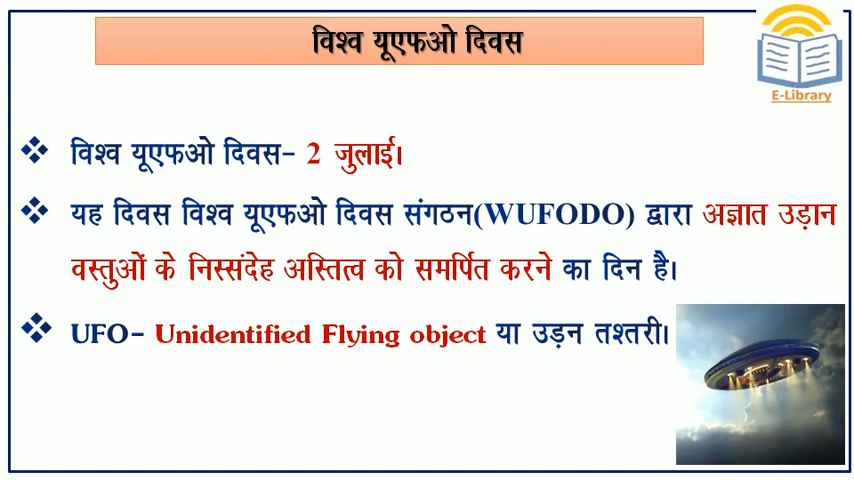 विश्व यूएफओ दिवस
E-Library
❖ विश्व यूएफओ दिवस- 2 जुलाई।
❖ यह दिवस विश्व यूएफओ दिवस संगठन(WUFODO) द्वारा अज्ञात उड़ान
वस्तुओं के निस्संदेह अस्तित्व को समर्पित करने का दिन है।
❖ UFO- Unidentified Flying object या उड़न तश्तरी।